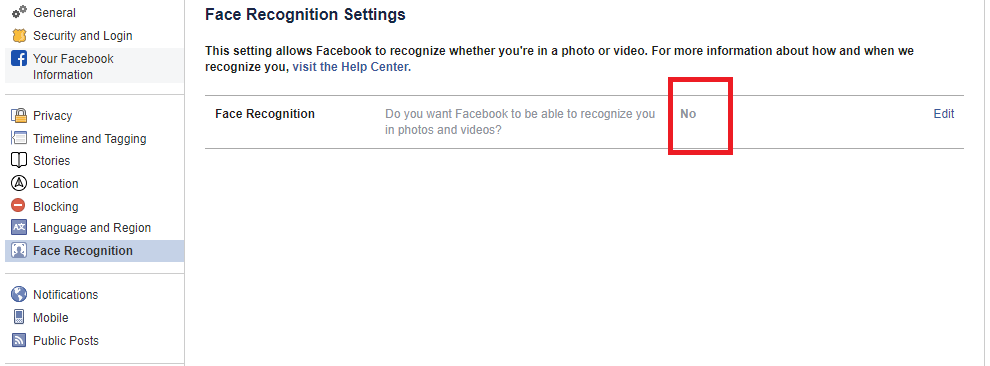 General
Security and Login
Your Facebook
Information
Privacy
Timeline and Tagging
Stories
Location
Blocking
Language and Region
Face Recognition
Notifications
Mobile
Public Posts
Face Recognition Settings
This setting allows Facebook to recognize whether you're in a photo or video. For more information about how and when we
recognize you, visit the Help Center.
Face Recognition
Do you want Facebook to be able to recognize you
in photos and videos?
No
Edit